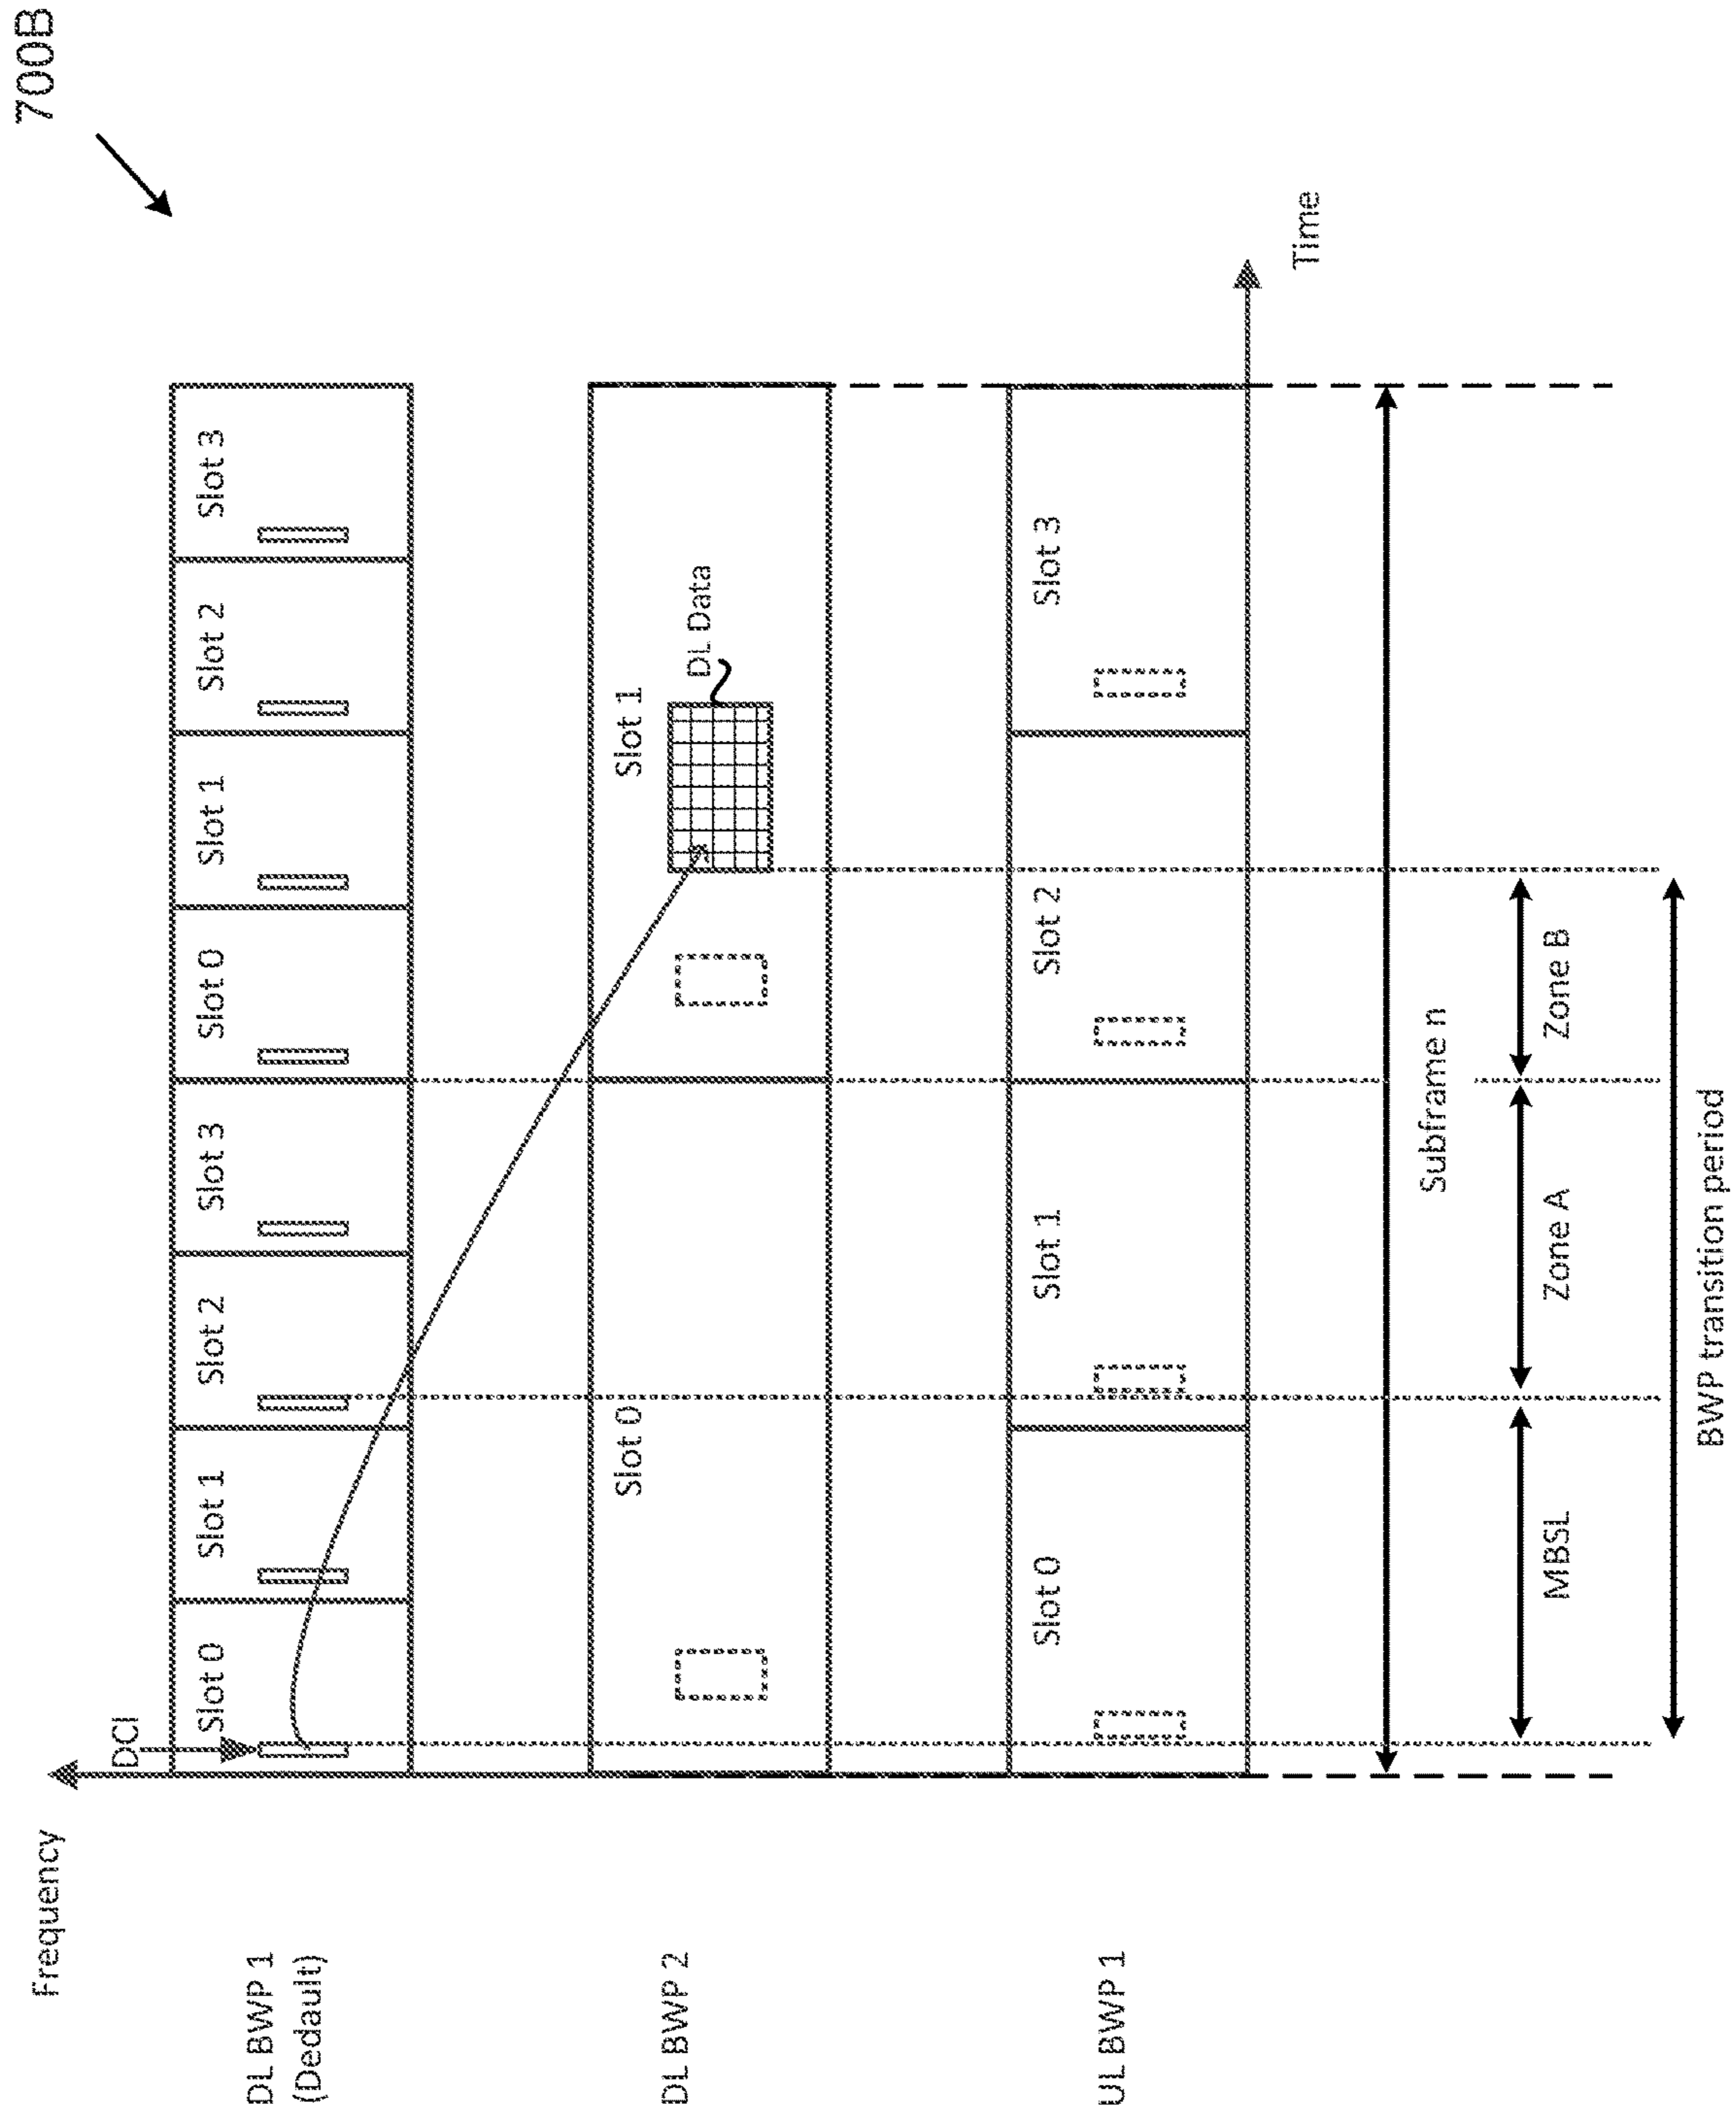 700B
Frequency
DCI
DL BWP 1
(Dedault)
Slot 0
Slot 1
Slot 2
Slot 3
Slot 0
Slot 1
Slot 2
Slot 3
DL BWP 2
Slot 0
Slot 1
DL Data
UL BWP 1
Slot 0
Slot 1
Slot 2
Slot 3
Time
Subframe n
MBSL
Zone A
Zone B
BWP transition period